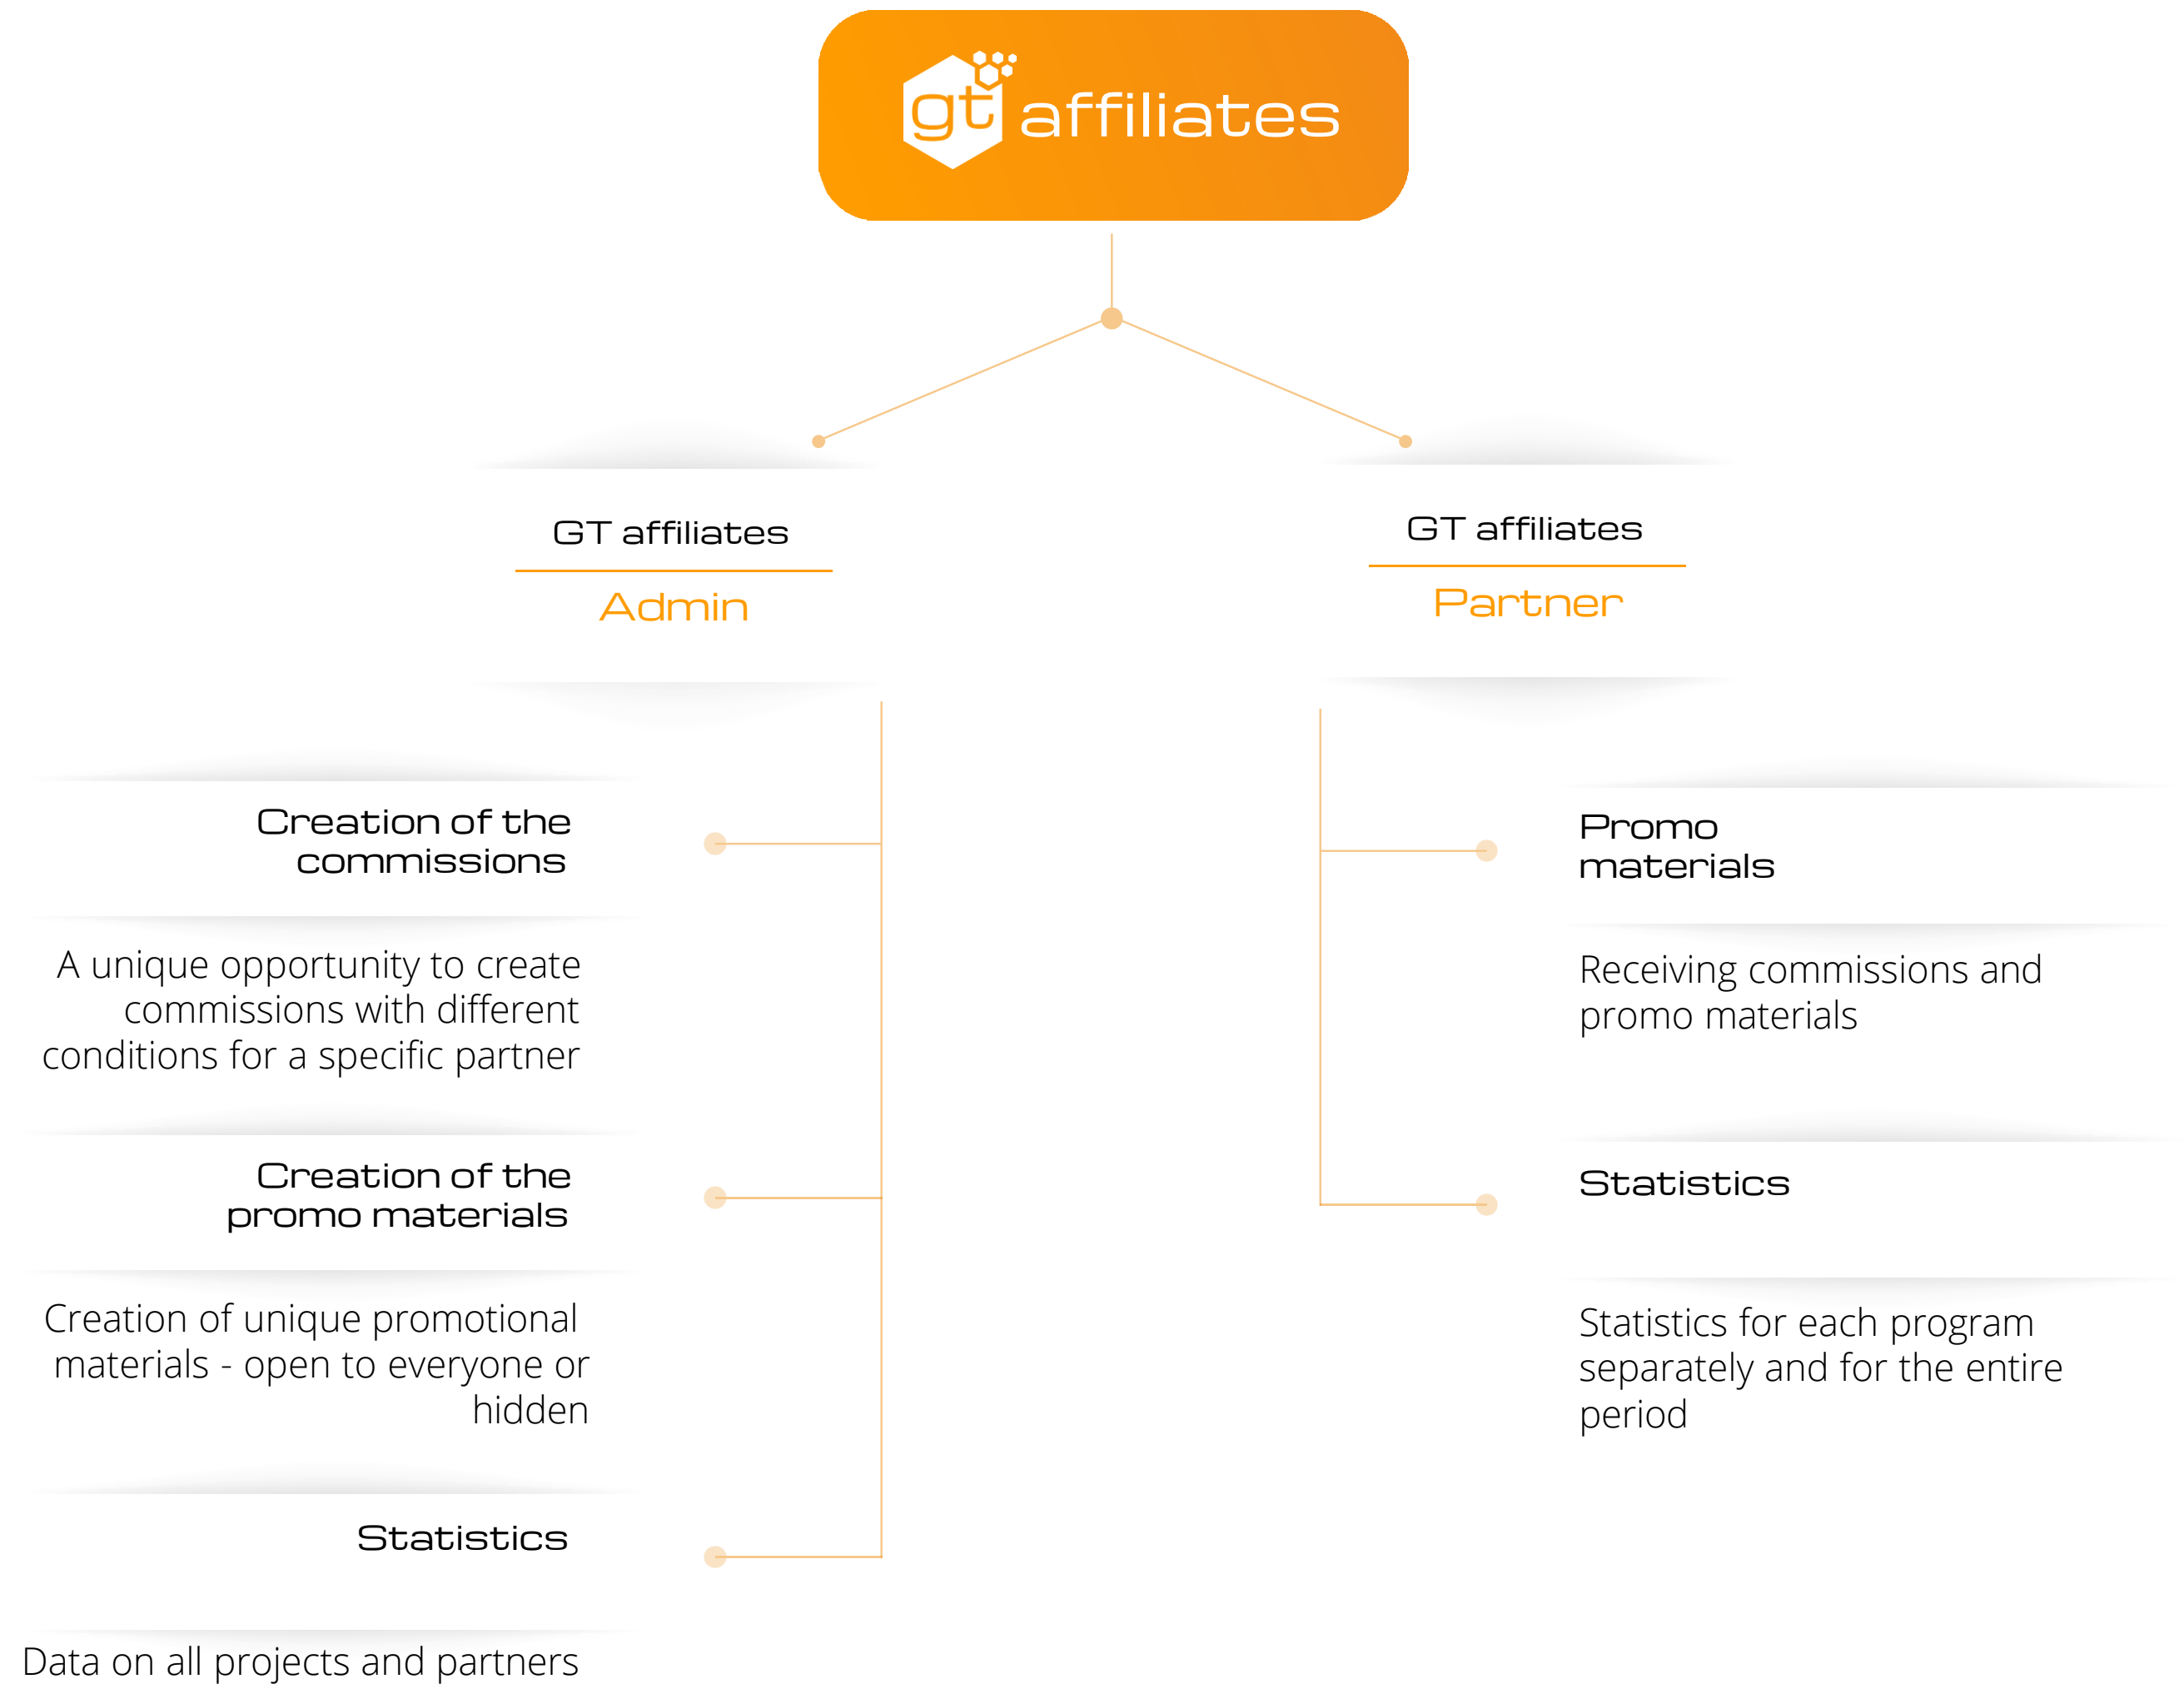 gt affiliates
GT affiliates
Admin
GT affiliates
Partner
Creation of the
commissions
A unique opportunity to create
commissions with different
conditions for a specific partner
Creation of the
promo materials
Creation of unique promotional
materials - open to everyone or
hidden
Statistics
Data on all projects and partners
Promo
materials
Receiving commissions and
promo materials
Statistics
Statistics for each program
separately and for the entire
period